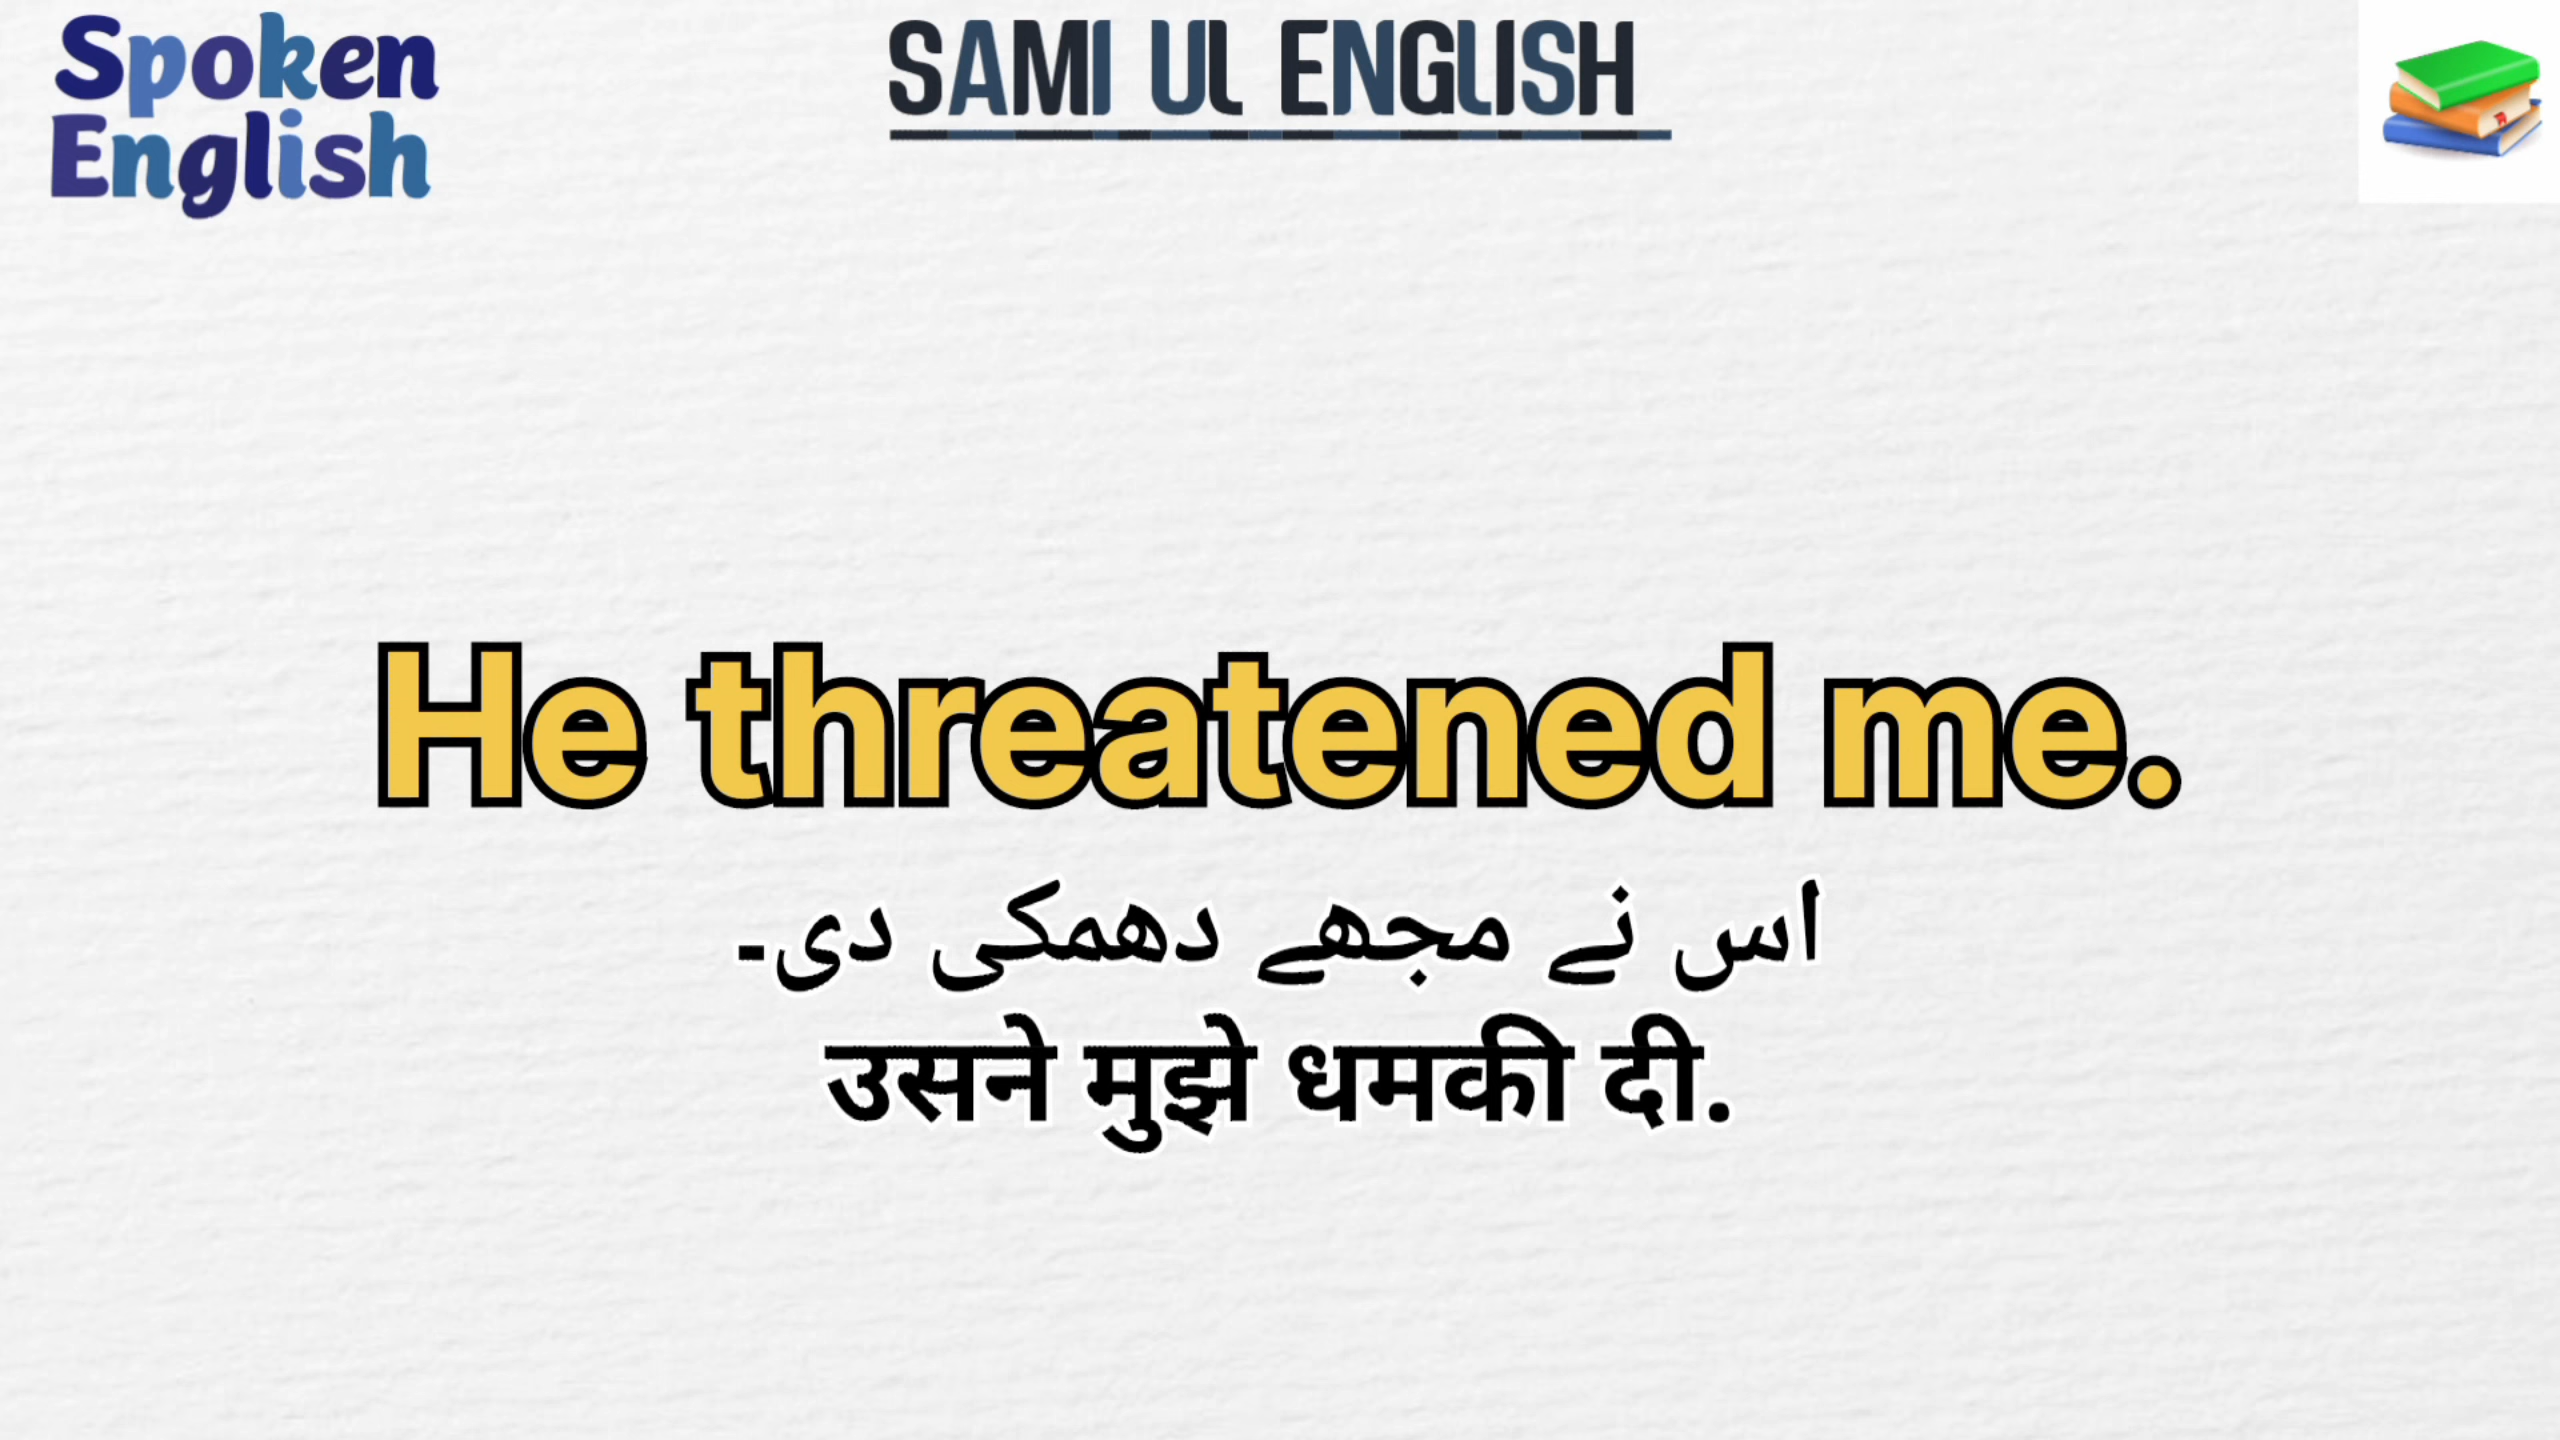 Spoken
English
SAMI UL ENGLISH
He threatened me.
اس نے مجھے دھمکی دی۔
उसने मुझे धमकी दी.